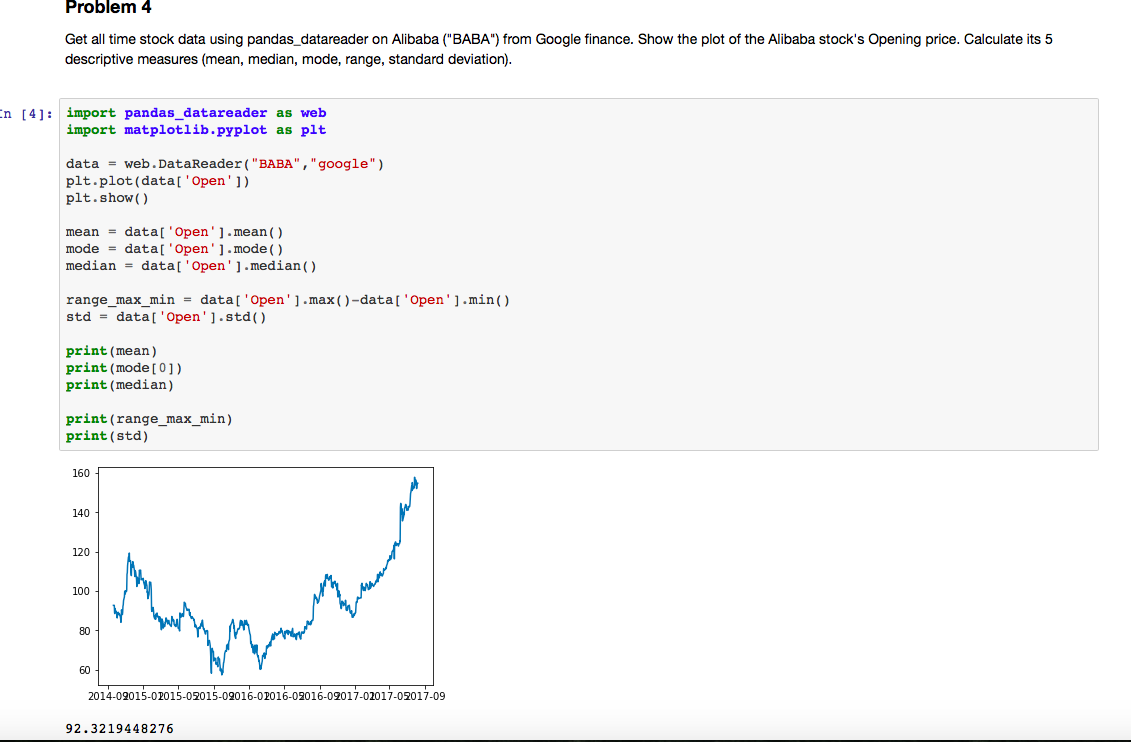 Problem 4
Get all time stock data using pandas_datareader on Alibaba ("BABA") from Google finance. Show the plot of the Alibaba stock's Opening price. Calculate its 5
descriptive measures (mean, median, mode, range, standard deviation).
In [4]:
import pandas_datareader as web
import matplotlib.pyplot as plt
data = web.DataReader("BABA","google")
plt.plot(data['Open'])
plt.show()
mean = data['Open'].mean()
mode = data['Open'].mode()
median = data['Open'].median()
range_max_min = data['Open'].max()-data['Open'].min()
std = data['Open'].std()
print(mean)
print(mode[0])
print(median)
print(range_max_min)
print(std)
160
140
120
100
80
60
2014-09 2015-01 2015-05 2015-09 2016-01 2016-05 2016-09 2017-01 2017-05 2017-09
92.3219448276